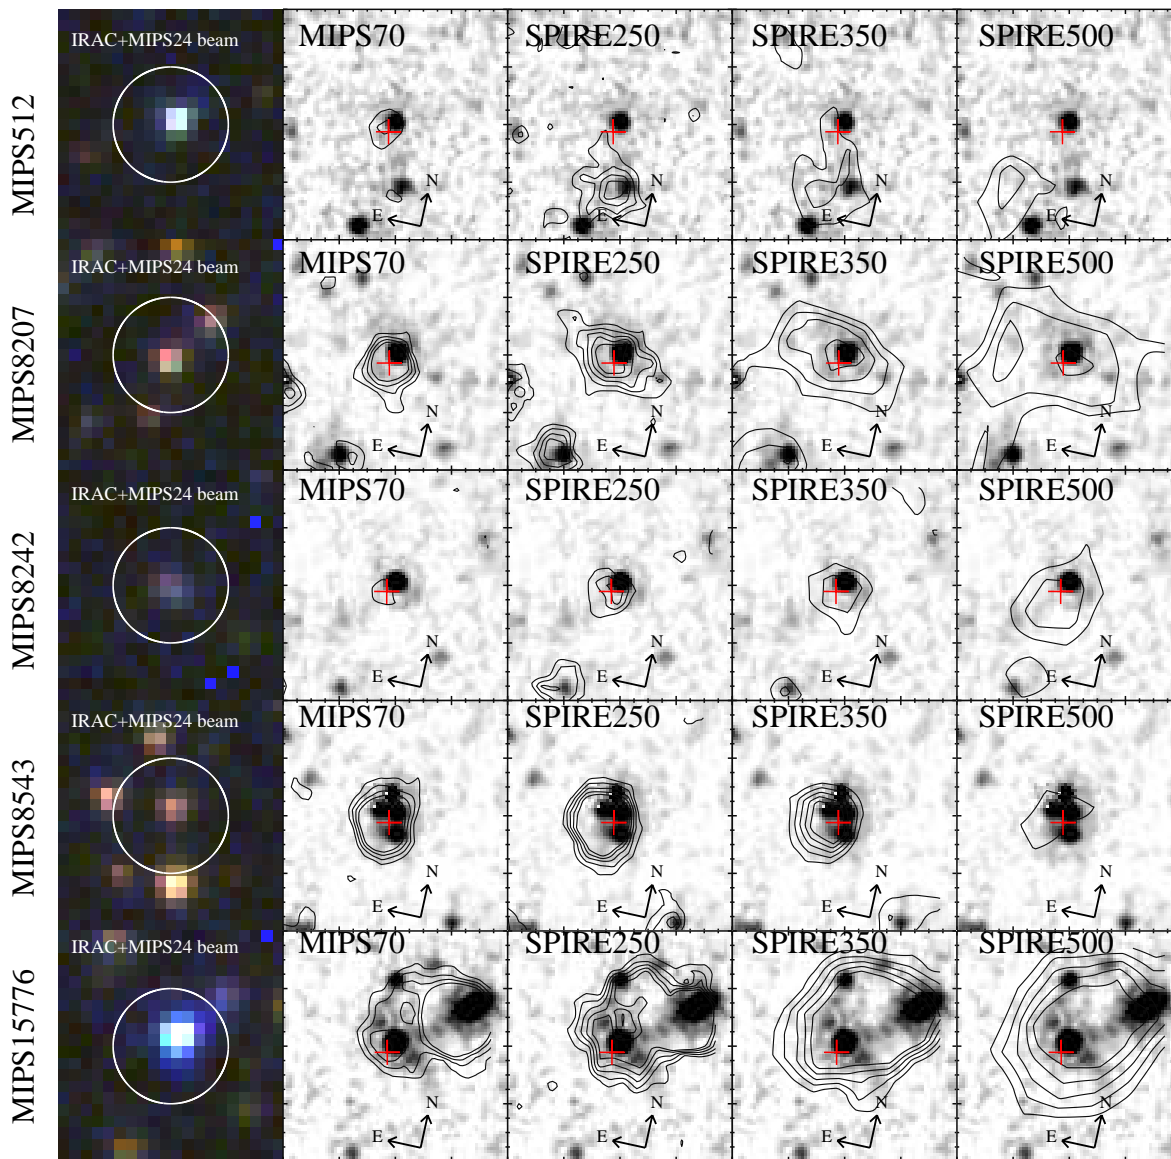 MIPS512
IRAC+MIPS24 beam
MIPS70
SPIRE250
SPIRE350
SPIRE500
N
E
N
E
N
E
N
E
MIPS8207
IRAC+MIPS24 beam
MIPS70
SPIRE250
SPIRE350
SPIRE500
N
E
N
E
N
E
N
E
MIPS8242
IRAC+MIPS24 beam
MIPS70
SPIRE250
SPIRE350
SPIRE500
N
E
N
E
N
E
N
E
MIPS8543
IRAC+MIPS24 beam
MIPS70
SPIRE250
SPIRE350
SPIRE500
N
E
N
E
N
E
N
E
MIPS15776
IRAC+MIPS24 beam
MIPS70
SPIRE250
SPIRE350
SPIRE500
N
E
N
E
N
E
N
E